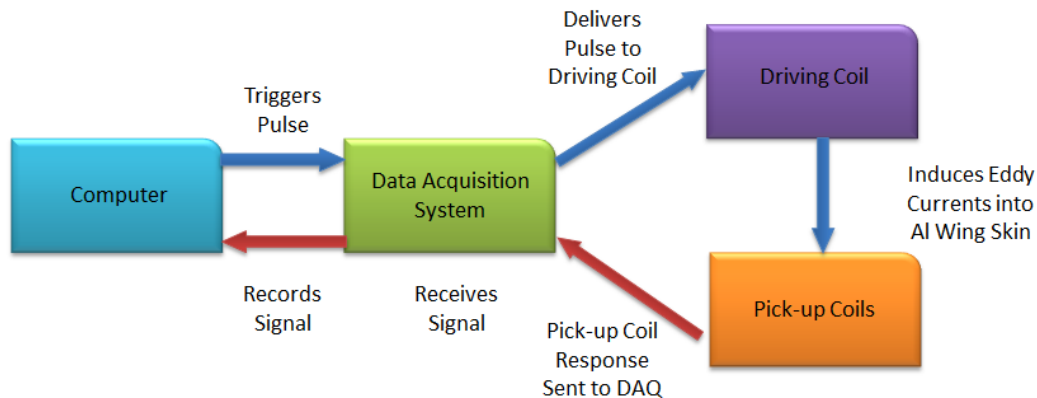 Delivers
Pulse to
Driving Coil
Driving Coil
Triggers
Pulse
Computer
Data Acquisition
System
Induces Eddy
Currents into
Al Wing Skin
Records
Signal
Receives
Signal
Pick-up Coils
Pick-up Coil
Response
Sent to DAQ